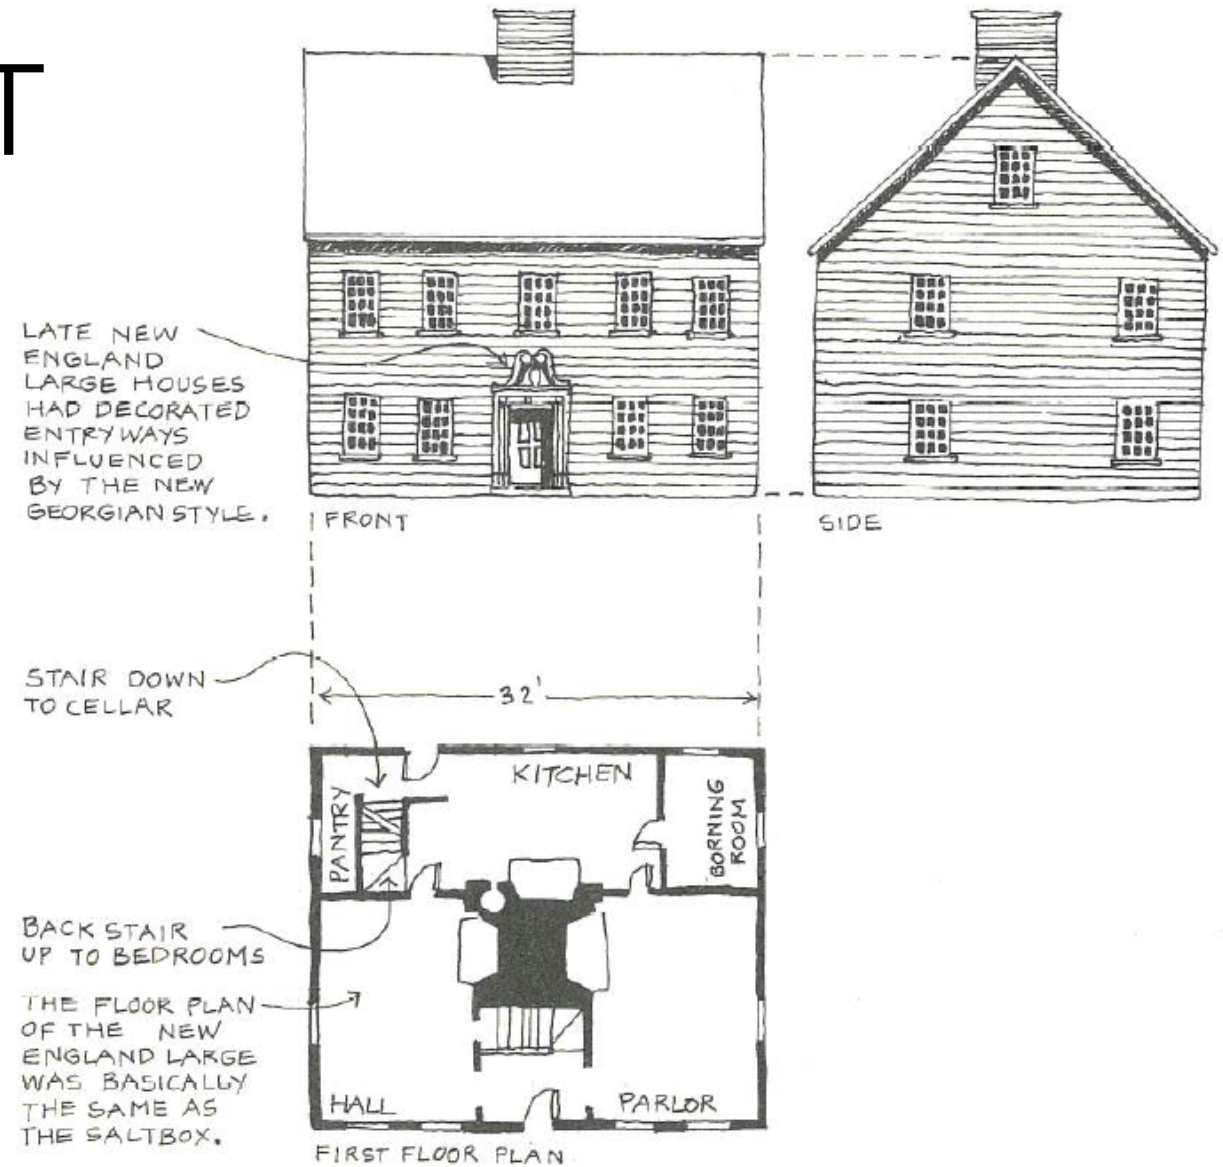 T
LATE NEW
ENGLAND
LARGE HOUSES
HAD DECORATED
ENTRYWAYS
INFLUENCED
BY THE NEW
GEORGIAN STYLE.
FRONT
SIDE
STAIR DOWN
TO CELLAR
32'
KITCHEN
PANTRY
BORNING
ROOM
BACK STAIR
UP TO BEDROOMS
THE FLOOR PLAN
OF THE NEW
ENGLAND LARGE
WAS BASICALLY
THE SAME AS
THE SALTBOX.
HALL
PARLOR
FIRST FLOOR PLAN